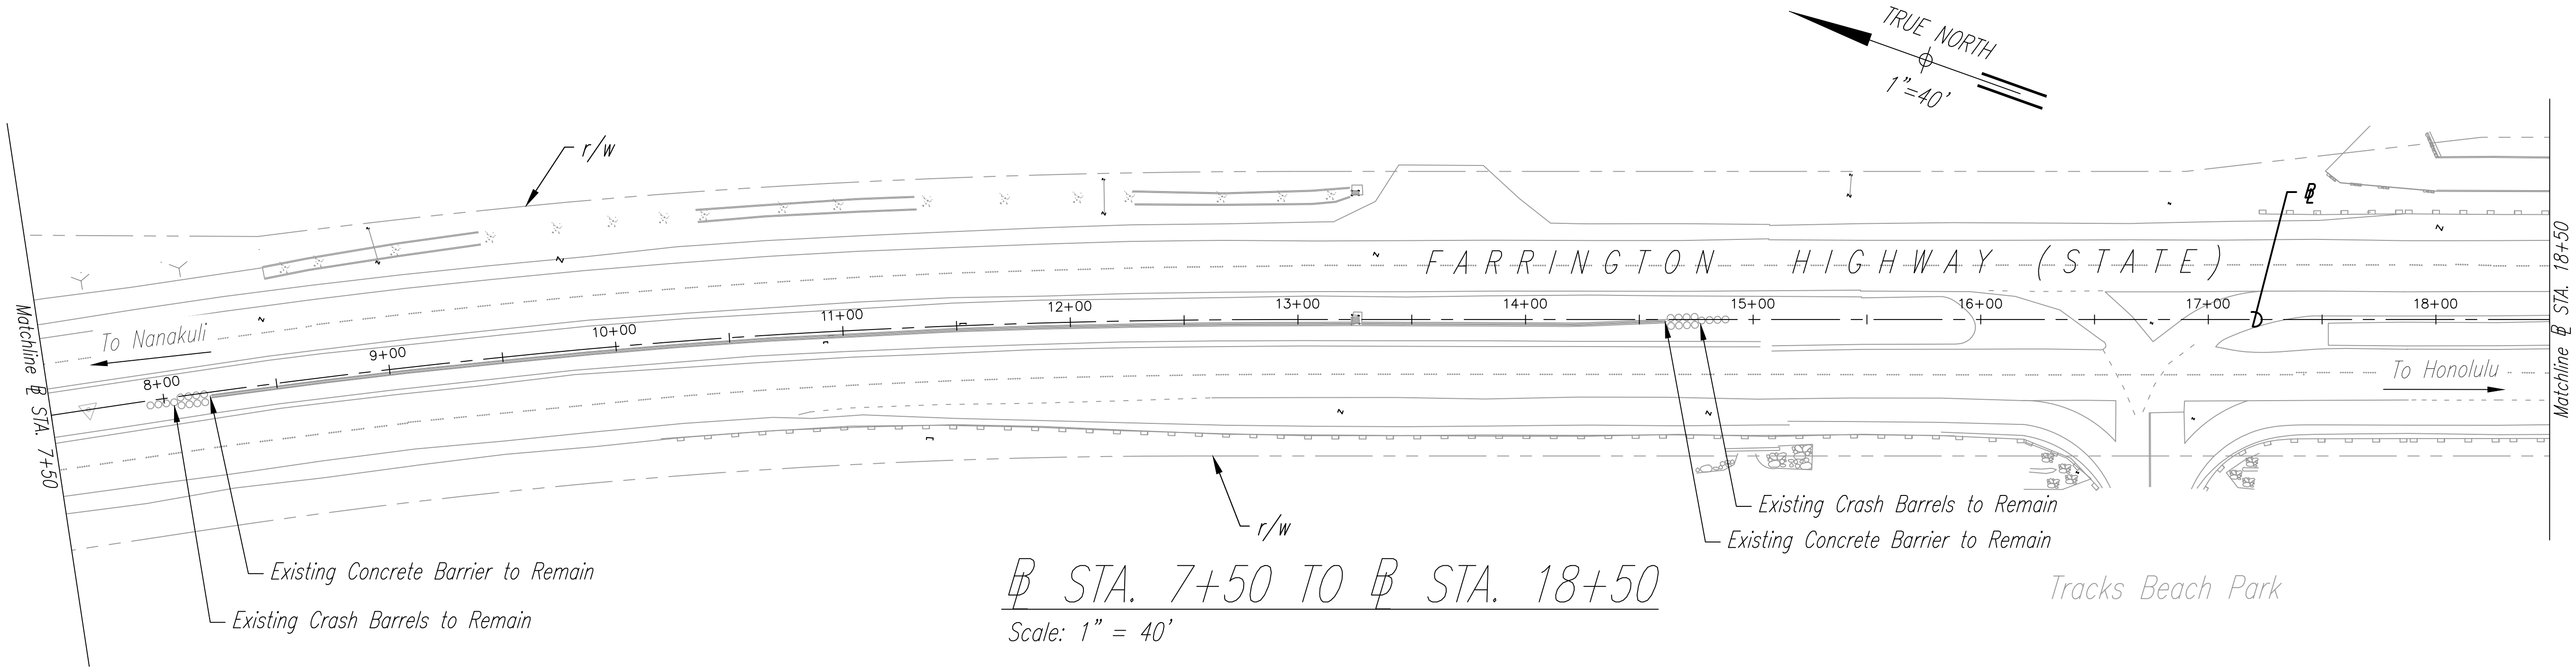 TRUE NORTH
1"=40'
r/w
℄
FARRINGTON HIGHWAY (STATE)
Matchline ℄ STA. 7+50
To Nanakuli
8+00
9+00
10+00
11+00
12+00
13+00
14+00
15+00
16+00
17+00
18+00
To Honolulu
Matchline ℄ STA. 18+50
Existing Crash Barrels to Remain
Existing Concrete Barrier to Remain
r/w
Existing Concrete Barrier to Remain
Existing Crash Barrels to Remain
℄ STA. 7+50 TO ℄ STA. 18+50
Scale: 1" = 40'
Tracks Beach Park